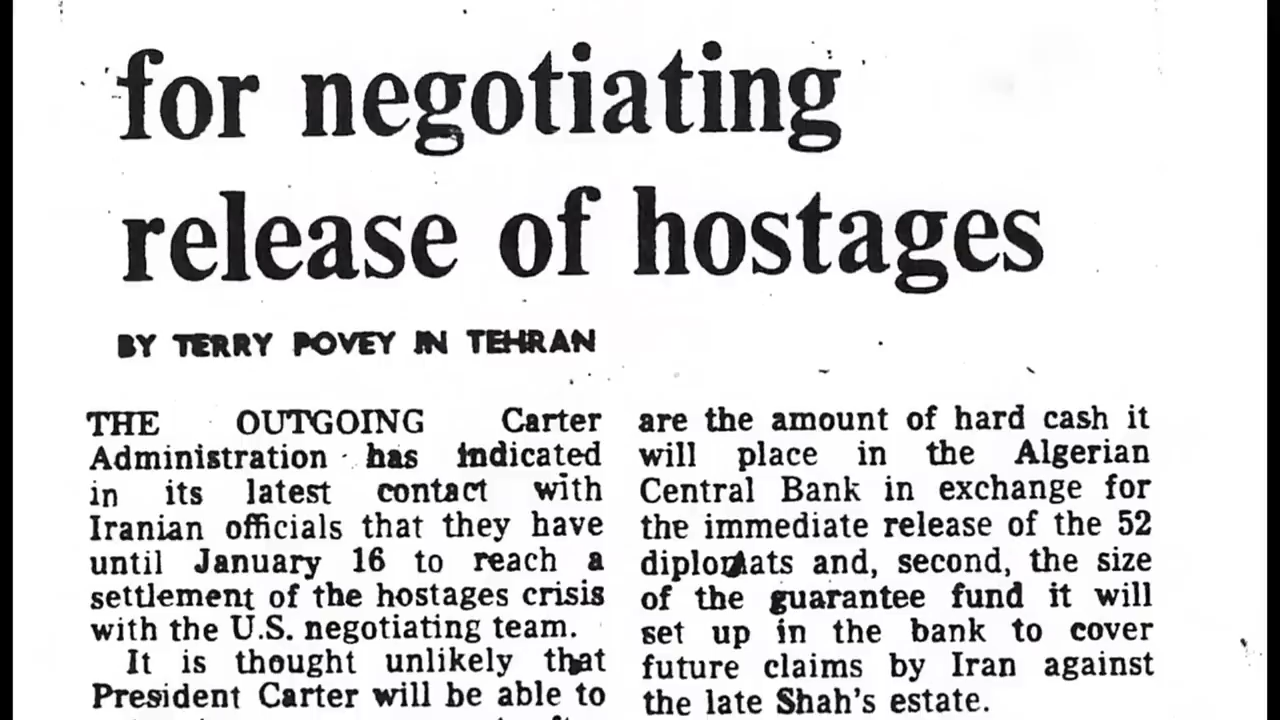 for negotiating
release of hostages
BY TERRY POVEY IN TEHRAN
THE OUTGOING Carter
Administration has indicated
in its latest contact with
Iranian officials that they have
until January 16 to reach a
settlement of the hostages crisis
with the U.S. negotiating team.
It is thought unlikely that
President Carter will be able to
are the amount of hard cash it
will place in the Algerian
Central Bank in exchange for
the immediate release of the 52
diplomats and, second, the size
of the guarantee fund it will
set up in the bank to cover
future claims by Iran against
the late Shah's estate.